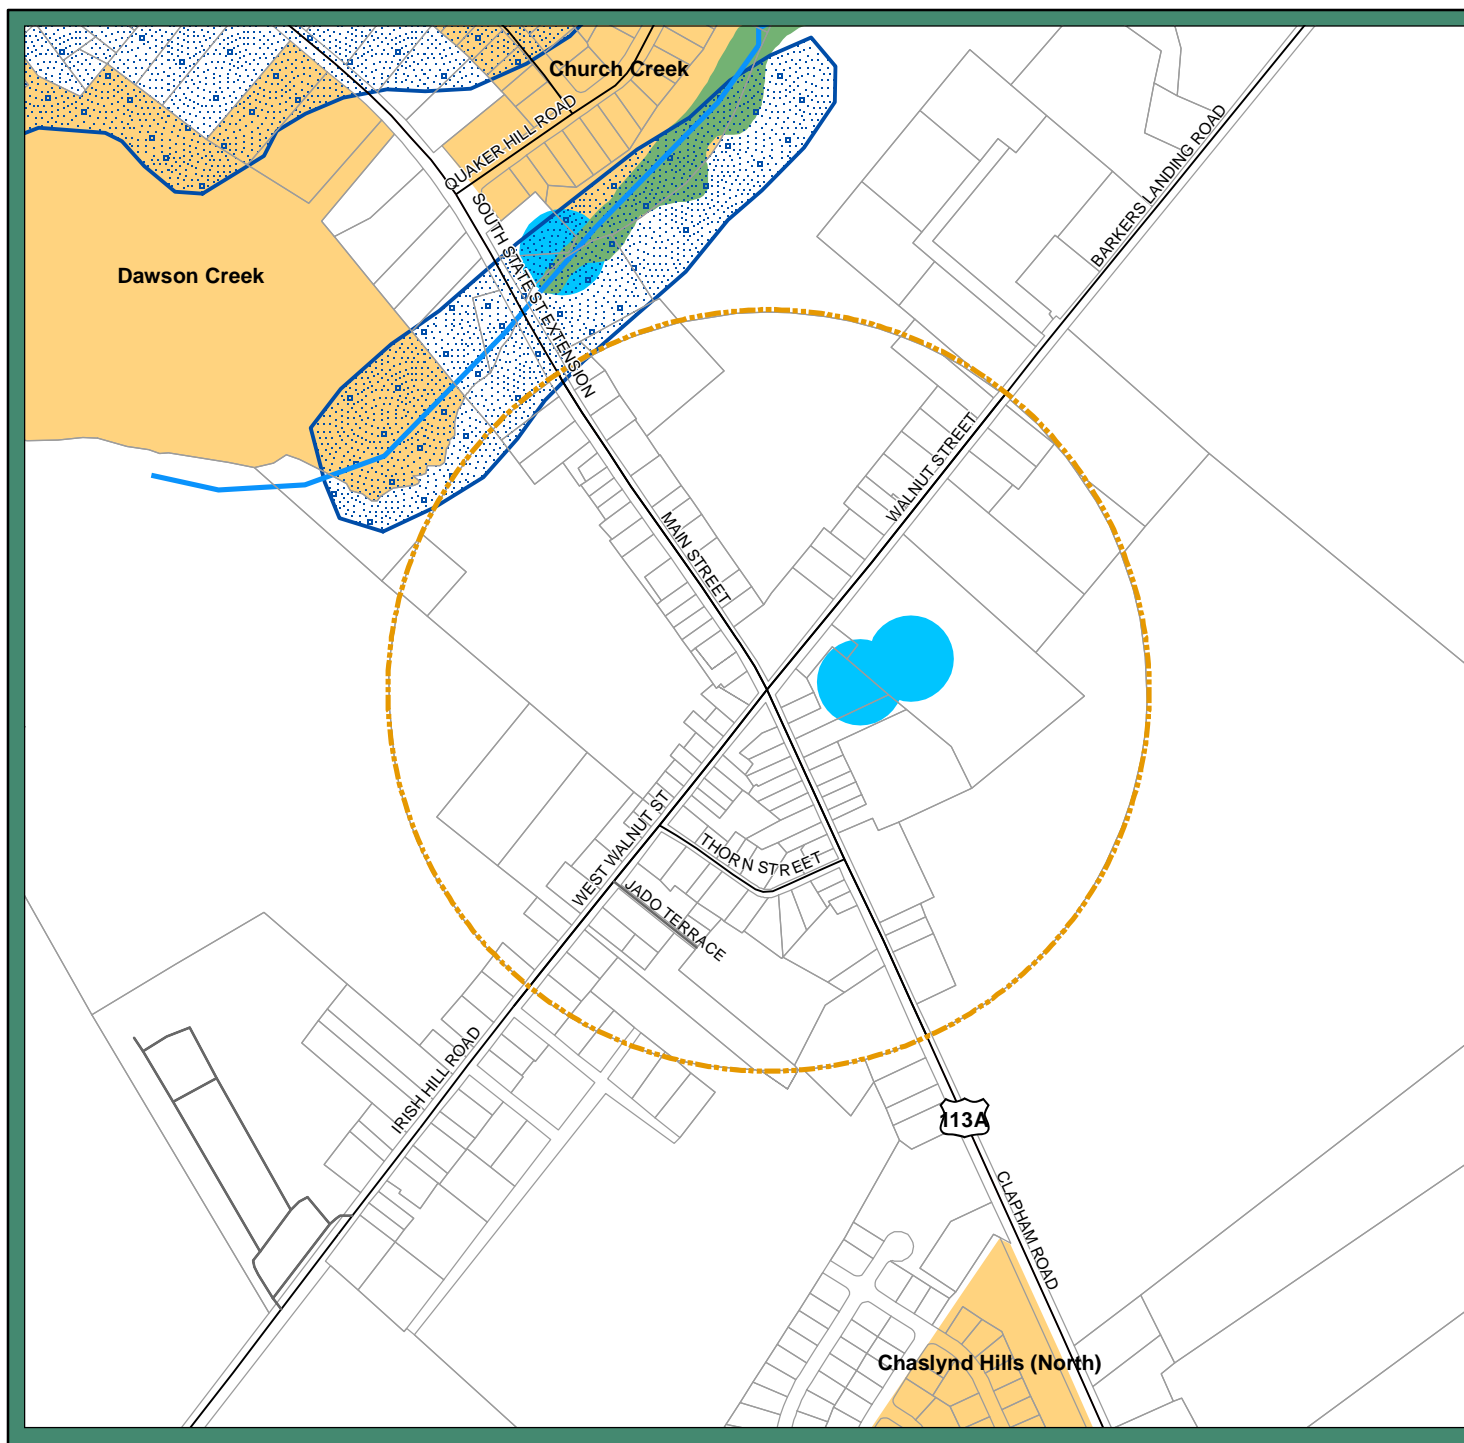 Church Creek
QUAKER HILL ROAD
BARKERS LANDING ROAD
Dawson Creek
SOUTH STATE ST EXTENSION
WALNUT STREET
MAIN STREET
WEST WALNUT ST
THORN STREET
JADO TERRACE
IRISH HILL ROAD
113A
CLAPHAM ROAD
Chaslynd Hills (North)